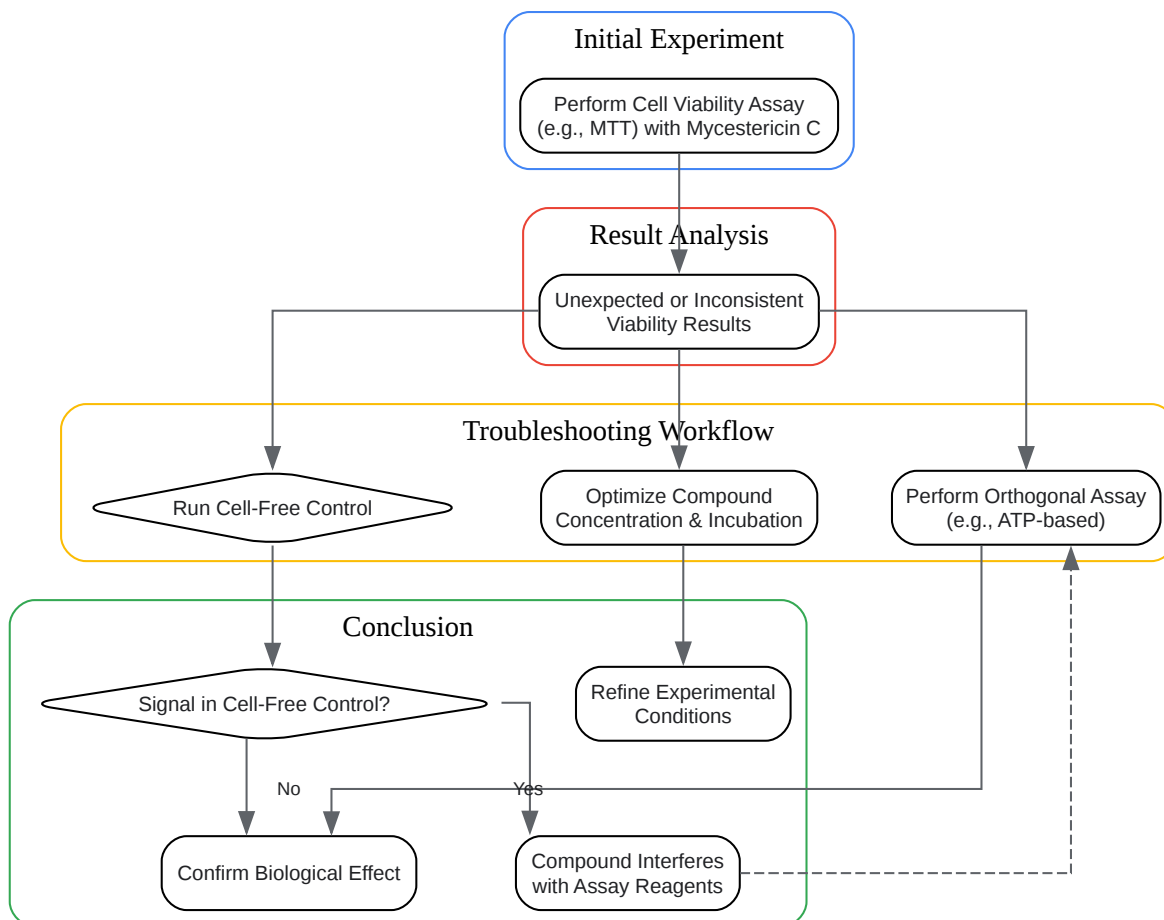 Initial Experiment
Perform Cell Viability Assay
(e.g., MTT) with Mycestericin C
Result Analysis
Unexpected or Inconsistent
Viability Results
Troubleshooting Workflow
Run Cell-Free Control
Optimize Compound
Concentration & Incubation
Perform Orthogonal Assay
(e.g., ATP-based)
Conclusion
Signal in Cell-Free Control?
Refine Experimental
Conditions
No
Yes
Confirm Biological Effect
Compound Interferes
with Assay Reagents